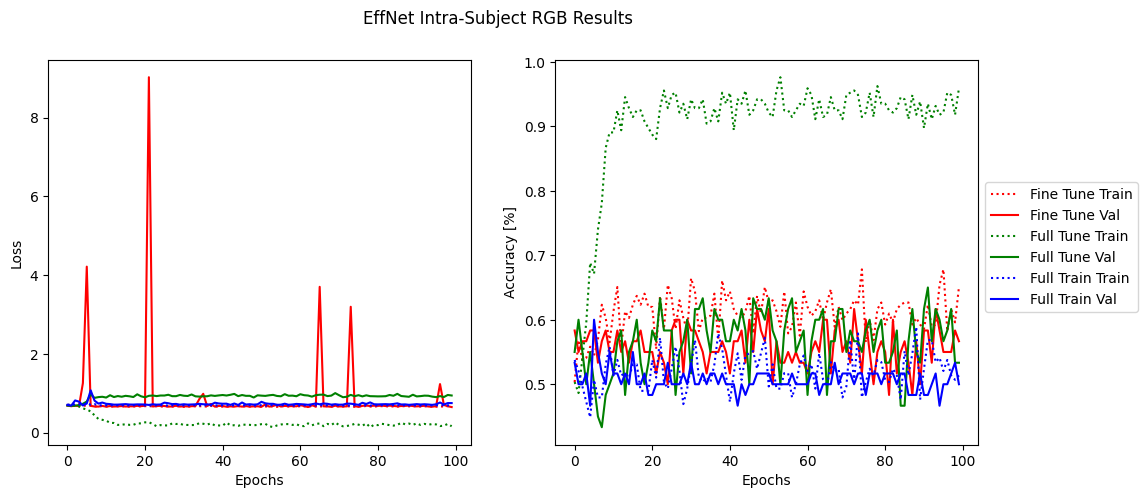 EffNet Intra-Subject RGB Results
Loss
8
6
4
2
0
0 20 40 60 80 100
Epochs
Accuracy [%]
1.0
0.9
0.8
0.7
0.6
0.5
0 20 40 60 80 100
Epochs
Fine Tune Train
Fine Tune Val
Full Tune Train
Full Tune Val
Full Train Train
Full Train Val